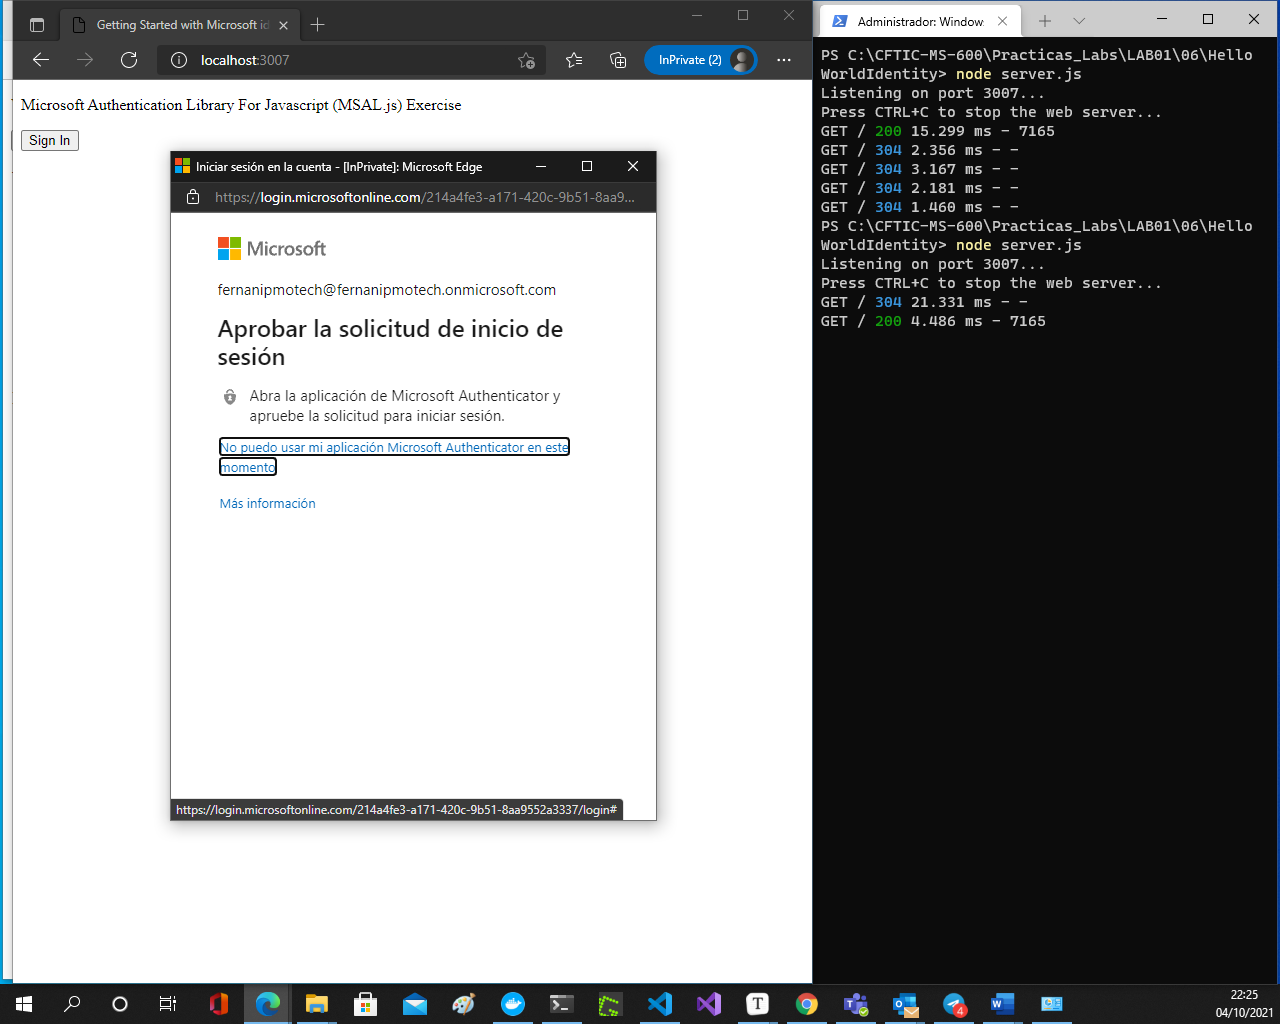 Getting Started with Microsoft id
localhost:3007
InPrivate (2)
Microsoft Authentication Library For Javascript (MSAL.js) Exercise
Sign In
Iniciar sesión en la cuenta - [InPrivate]: Microsoft Edge
https://login.microsoftonline.com/214a4fe3-a171-420c-9b51-8aa9...
Microsoft
fernanipmotech@fernanipmotech.onmicrosoft.com
Aprobar la solicitud de inicio de
sesión
Abra la aplicación de Microsoft Authenticator y
apruebe la solicitud para iniciar sesión.
No puedo usar mi aplicación Microsoft Authenticator en este
momento
Más información
https://login.microsoftonline.com/214a4fe3-a171-420c-9b51-8aa9552a3337/login#
Administrador: Windows
PS C:\CFTIC-MS-600\Practicas_Labs\LAB01\06\Hello
WorldIdentity> node server.js
Listening on port 3007...
Press CTRL+C to stop the web server...
GET / 200 15.299 ms - 7165
GET / 304 2.356 ms - -
GET / 304 3.167 ms - -
GET / 304 2.181 ms - -
GET / 304 1.460 ms - -
PS C:\CFTIC-MS-600\Practicas_Labs\LAB01\06\Hello
WorldIdentity> node server.js
Listening on port 3007...
Press CTRL+C to stop the web server...
GET / 304 21.331 ms - -
GET / 200 4.486 ms - 7165
T
4
22:25
04/10/2021